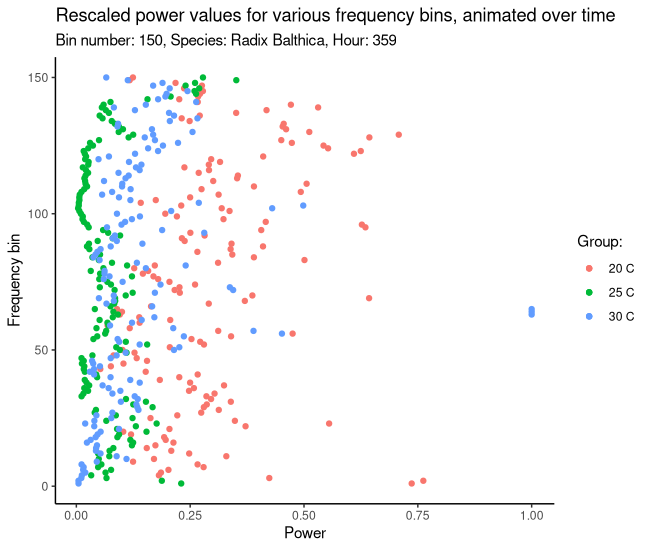 Rescaled power values for various frequency bins, animated over time
Bin number: 150, Species: Radix Balthica, Hour: 359
150
100
50
0
Frequency bin
0.00 0.25 0.50 0.75 1.00
Power
Group:
20 C
25 C
30 C